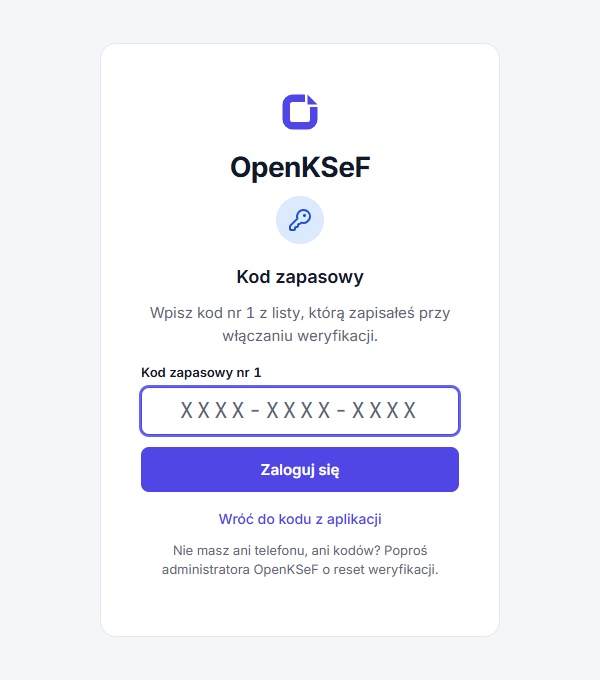 OpenKSeF
Kod zapasowy
Wpisz kod nr 1 z listy, którą zapisałeś przy
włączaniu weryfikacji.
Kod zapasowy nr 1
XXXX-XXXX-XXXX
Zaloguj się
Wróć do kodu z aplikacji
Nie masz ani telefonu, ani kodów? Poproś
administratora OpenKSeF o reset weryfikacji.